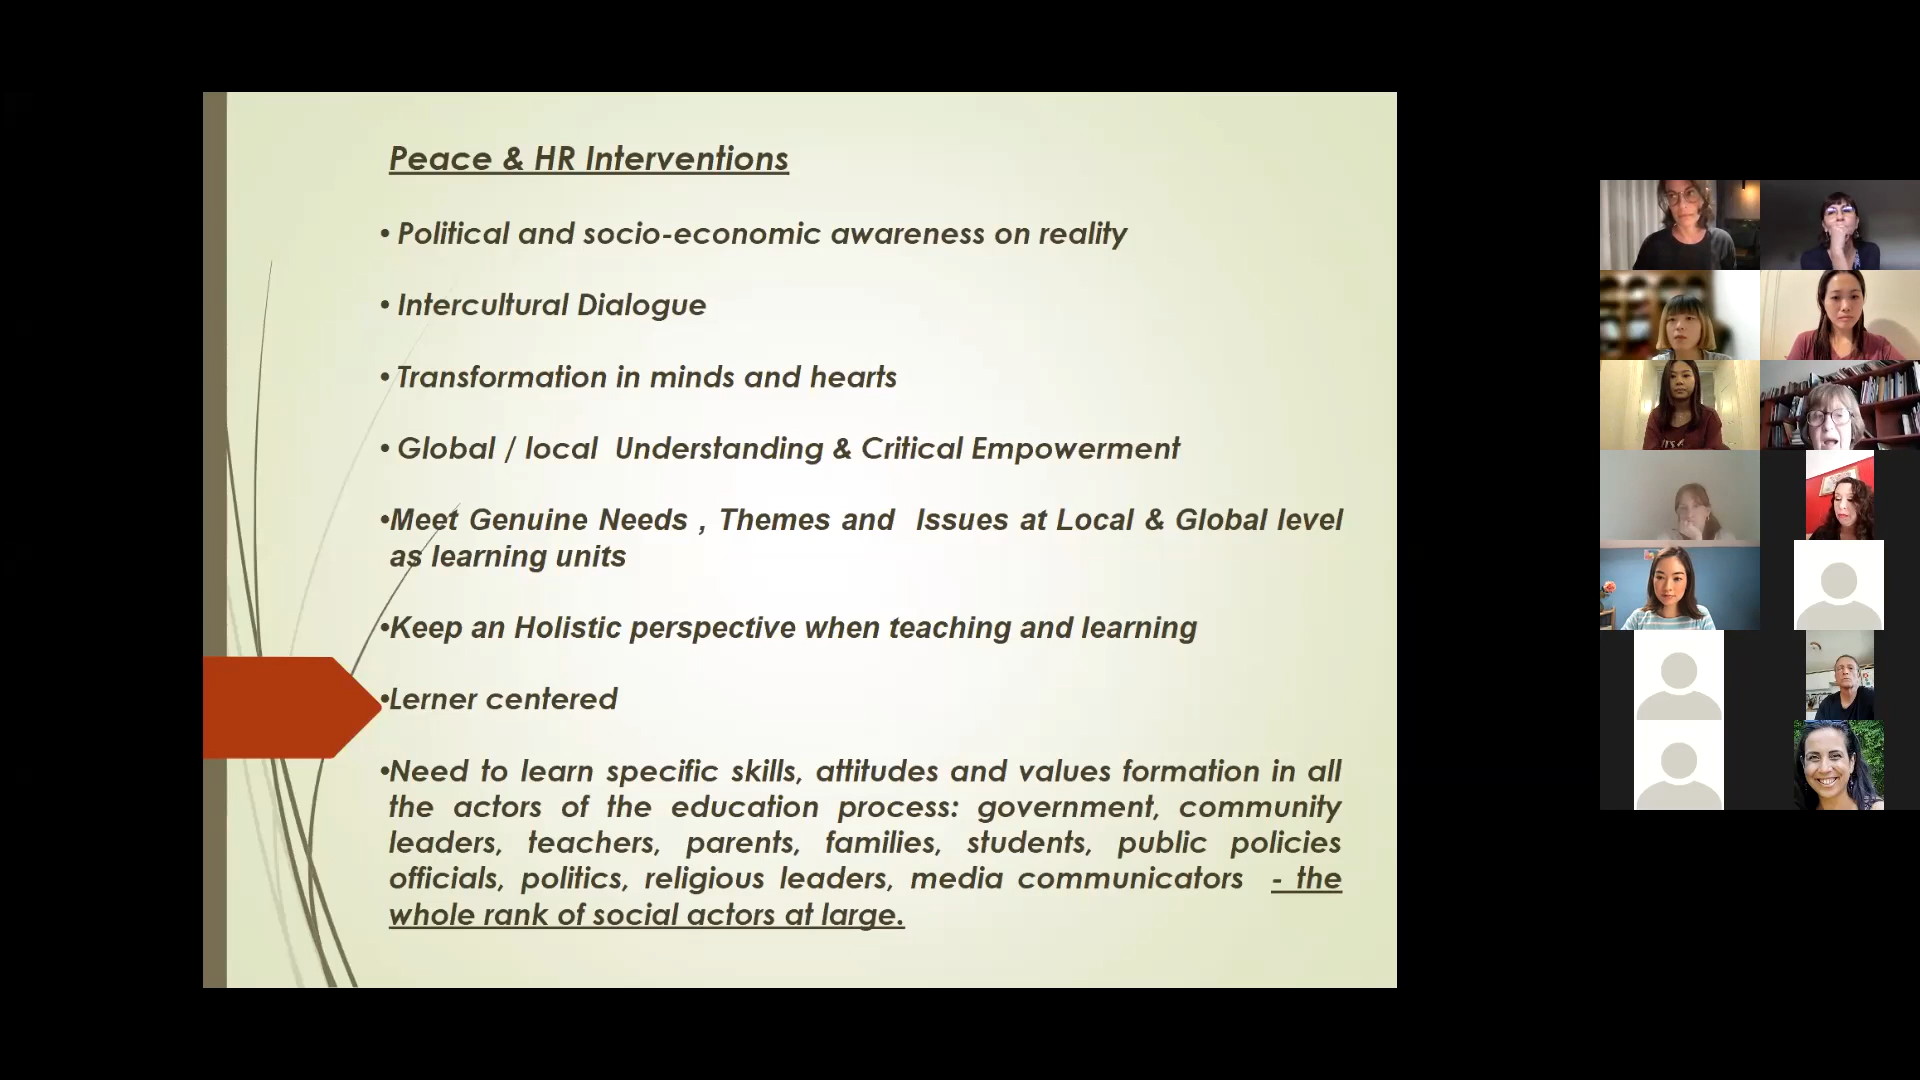 Peace & HR Interventions
• Political and socio-economic awareness on reality
• Intercultural Dialogue
• Transformation in minds and hearts
• Global / local  Understanding & Critical Empowerment
•Meet Genuine Needs , Themes and  Issues at Local & Global level
as learning units
•Keep an Holistic perspective when teaching and learning
•Lerner centered
•Need to learn specific skills, attitudes and values formation in all
the actors of the education process: government, community
leaders, teachers, parents, families, students, public policies
officials, politics, religious leaders, media communicators  - the
whole rank of social actors at large.